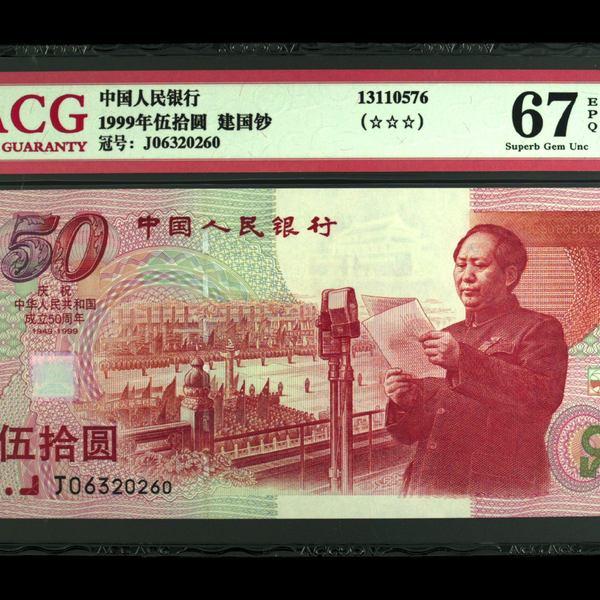 ACG
GUARANTY
中国人民银行
1999年伍拾圆 建国钞
冠号: J06320260
13110576
(☆☆☆)
67
EPQ
Superb Gem Unc
50
中国人民银行
庆祝
中华人民共和国
成立50周年
1949-1999
伍拾圆
J06320260